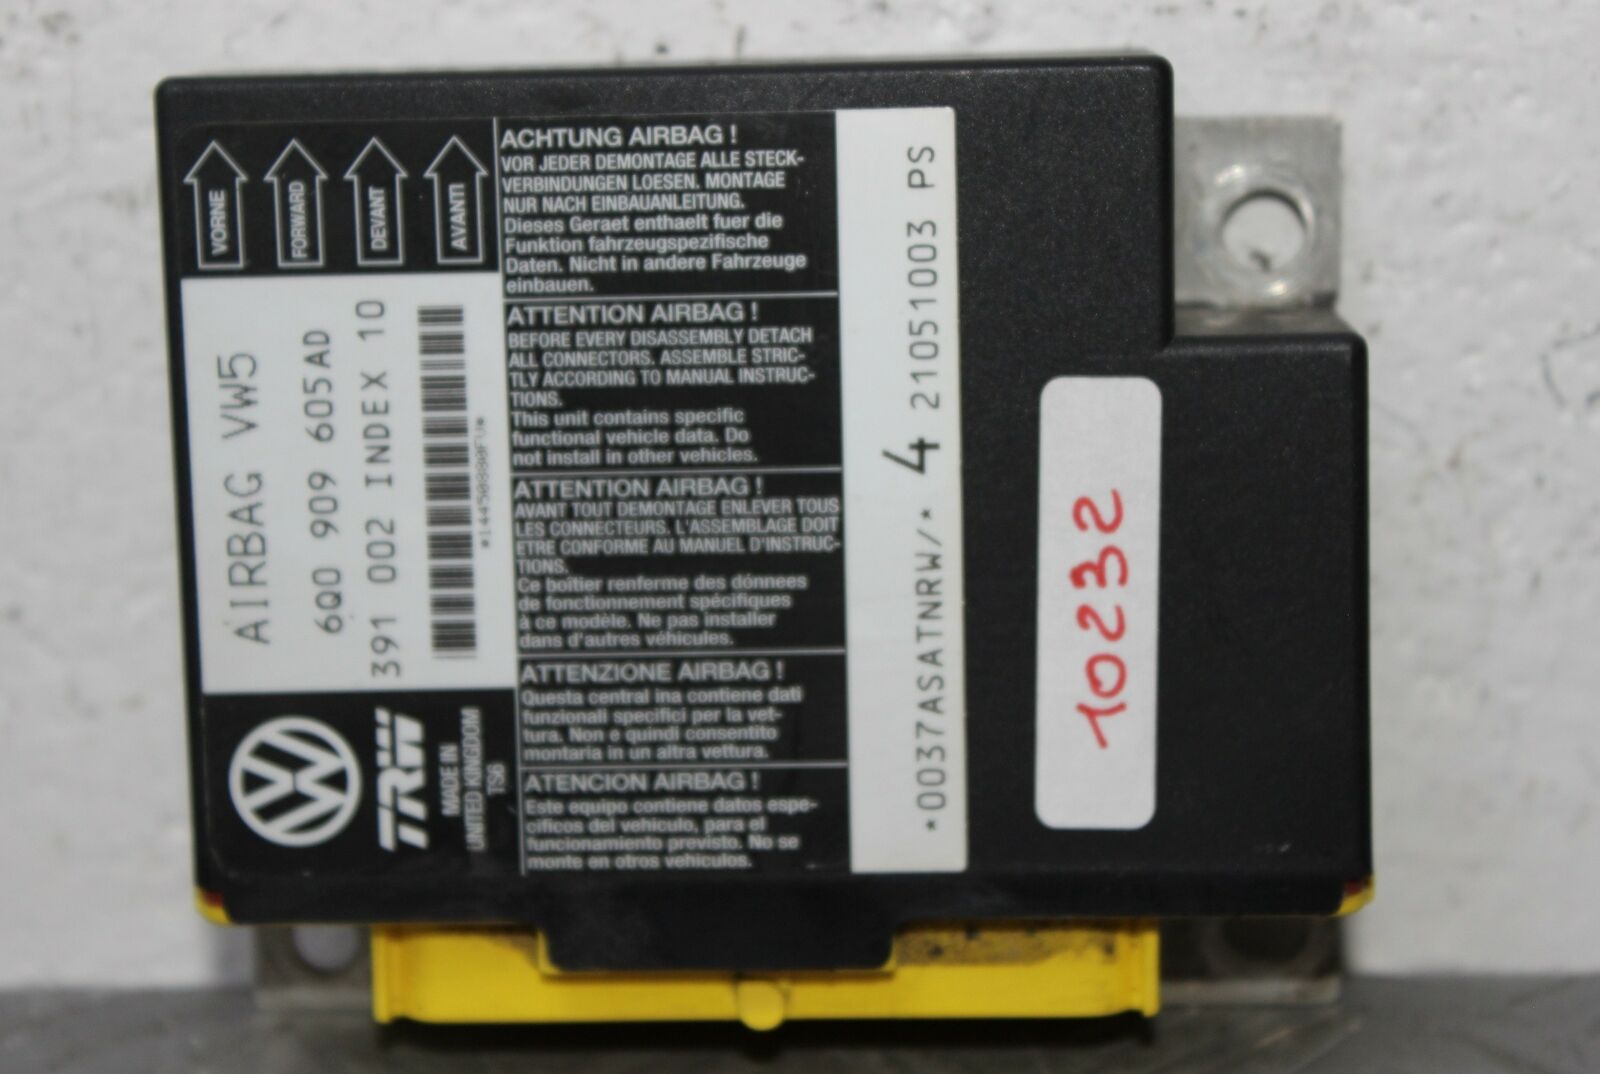 VORNE
FORWARD
DEVANT
AVANTI
AIRBAG VW5
6Q0 909 605AD
391 002 INDEX 10
TRW
MADE IN
UNITED KINGDOM
TS6
ACHTUNG AIRBAG !
VOR JEDER DEMONTAGE ALLE STECK-
VERBINDUNGEN LOESEN. MONTAGE
NUR NACH EINBAUANLEITUNG.
Dieses Geraet enthaelt fuer die
Funktion fahrzeugspezifische
Daten. Nicht in andere Fahrzeuge
einbauen.
ATTENTION AIRBAG !
BEFORE EVERY DISASSEMBLY DETACH
ALL CONNECTORS. ASSEMBLE STRIC-
TLY ACCORDING TO MANUAL INSTRUC-
TIONS.
This unit contains specific
functional vehicle data. Do
not install in other vehicles.
ATTENTION AIRBAG !
AVANT TOUT DEMONTAGE ENLEVER TOUS
LES CONNECTEURS. L'ASSEMBLAGE DOIT
ETRE CONFORME AU MANUEL D'INSTRUC-
TIONS.
Ce boîtier renferme des dónnees
de fonctionnement spécifiques
à ce modèle. Ne pas installer
dans d'autres véhicules.
ATTENZIONE AIRBAG !
Questa central ina contiene dati
funzionali specifici per la vet-
tura. Non e quindi consentito
montaria in un altra vettura.
ATENCION AIRBAG !
Este equipo contiene datos espe-
cificos del vehiculo, para el
funcionamiento previsto. No se
monte en otros vehiculos.
*0037ASATNRW/* 4 21051003 PS
10232